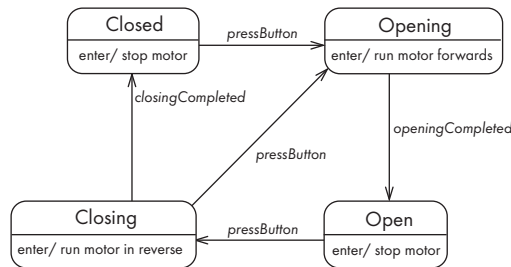 Closed
enter/ stop motor
pressButton
Opening
enter/ run motor forwards
closingCompleted
openingCompleted
pressButton
Closing
enter/ run motor in reverse
pressButton
Open
enter/ stop motor